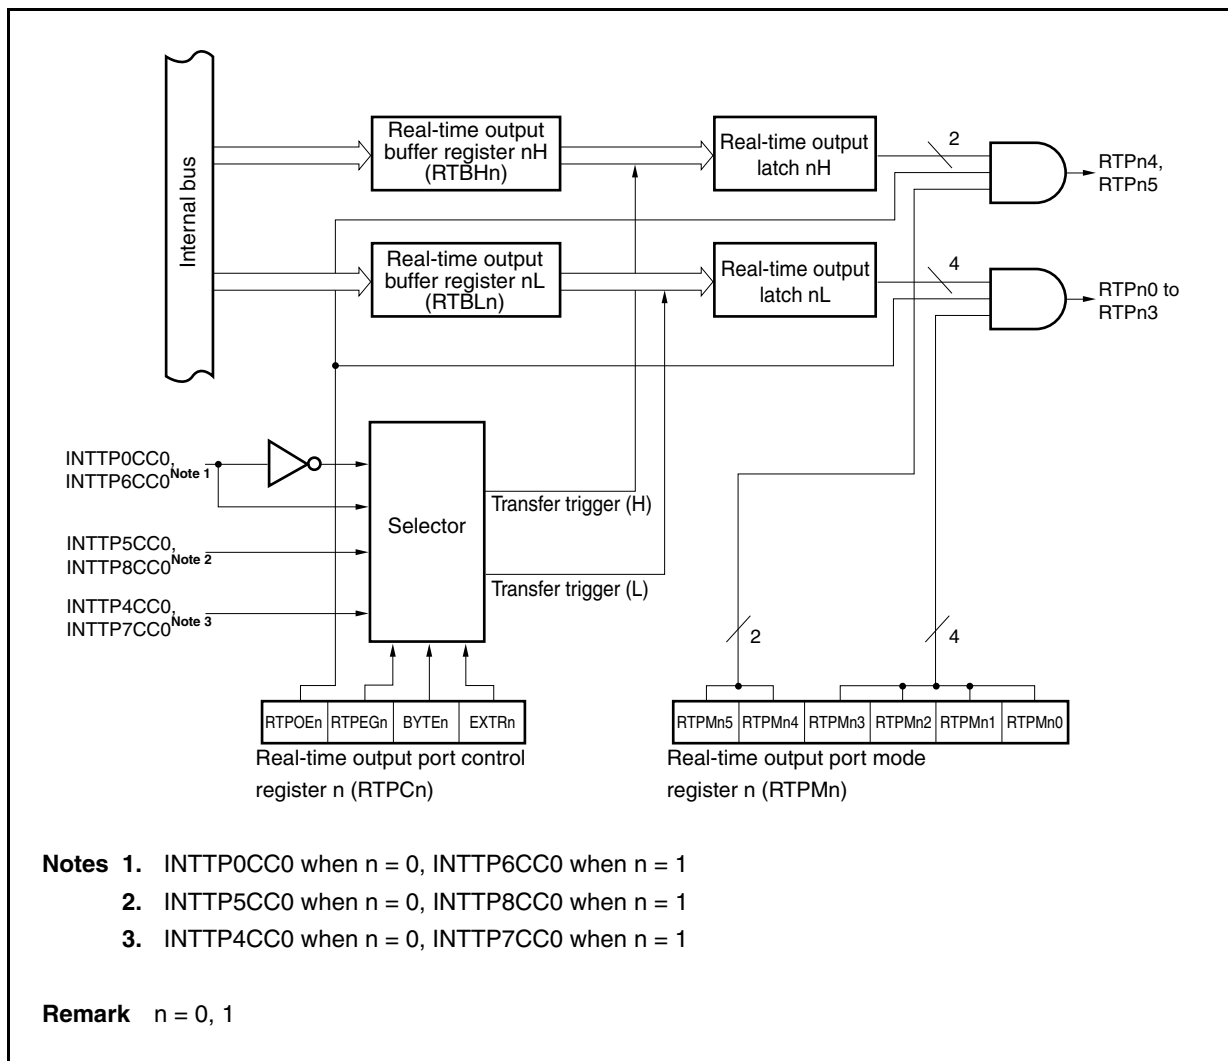 Internal bus
Real-time output
buffer register nH
(RTBHn)
Real-time output
latch nH
2
RTPn4,
RTPn5
Real-time output
buffer register nL
(RTBLn)
Real-time output
latch nL
4
RTPn0 to
RTPn3
INTTP0CC0,
INTTP6CC0Note 1
INTTP5CC0,
INTTP8CC0Note 2
INTTP4CC0,
INTTP7CC0Note 3
Selector
Transfer trigger (H)
Transfer trigger (L)
2
4
RTPOEn RTPEGn BYTEn EXTRn
Real-time output port control
register n (RTPCn)
RTPMn5 RTPMn4 RTPMn3 RTPMn2 RTPMn1 RTPMn0
Real-time output port mode
register n (RTPMn)
Notes 1. INTTP0CC0 when n = 0, INTTP6CC0 when n = 1
2. INTTP5CC0 when n = 0, INTTP8CC0 when n = 1
3. INTTP4CC0 when n = 0, INTTP7CC0 when n = 1
Remark n = 0, 1